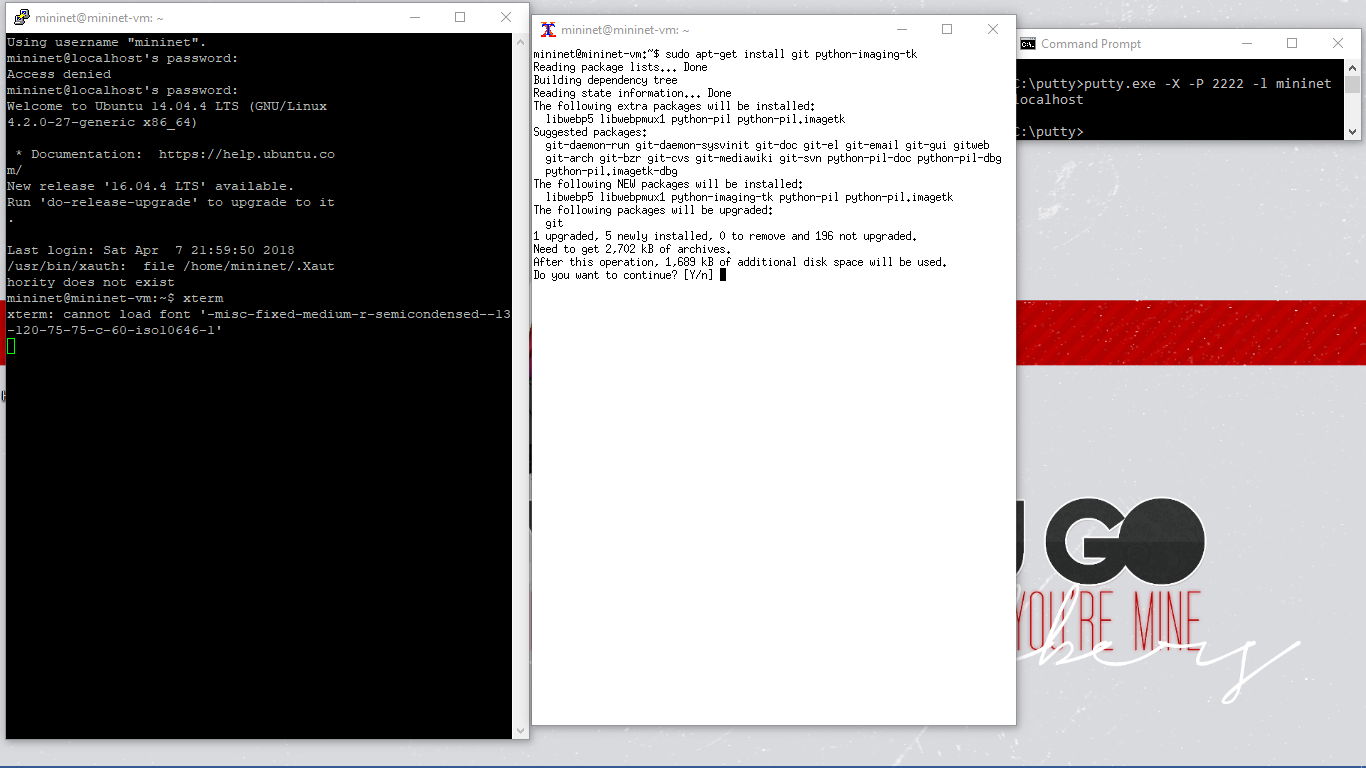 mininet@mininet-vm: ~
Using username "mininet".
mininet@localhost's password:
Access denied
mininet@localhost's password:
Welcome to Ubuntu 14.04.4 LTS (GNU/Linux
4.2.0-27-generic x86_64)
* Documentation:  https://help.ubuntu.co
m/
New release '16.04.4 LTS' available.
Run 'do-release-upgrade' to upgrade to it
.
Last login: Sat Apr  7 21:59:50 2018
/usr/bin/xauth:  file /home/mininet/.Xaut
hority does not exist
mininet@mininet-vm:~$ xterm
xterm: cannot load font '-misc-fixed-medium-r-semicondensed--13
-120-75-75-c-60-iso10646-1'
mininet@mininet-vm: ~
mininet@mininet-vm:~$ sudo apt-get install git python-imaging-tk
Reading package lists... Done
Building dependency tree
Reading state information... Done
The following extra packages will be installed:
libwebp5 libwebpmux1 python-pil python-pil.imagetk
Suggested packages:
git-daemon-run git-daemon-sysvinit git-doc git-el git-email git-gui gitweb
git-arch git-bzr git-cvs git-mediawiki git-svn python-pil-doc python-pil-dbg
python-pil.imagetk-dbg
The following NEW packages will be installed:
libwebp5 libwebpmux1 python-imaging-tk python-pil python-pil.imagetk
The following packages will be upgraded:
git
1 upgraded, 5 newly installed, 0 to remove and 196 not upgraded.
Need to get 2,702 kB of archives.
After this operation, 1,689 kB of additional disk space will be used.
Do you want to continue? [Y/n]
Command Prompt
C:\putty>putty.exe -X -P 2222 -l mininet
localhost
C:\putty>
GO
YOU'RE MINE